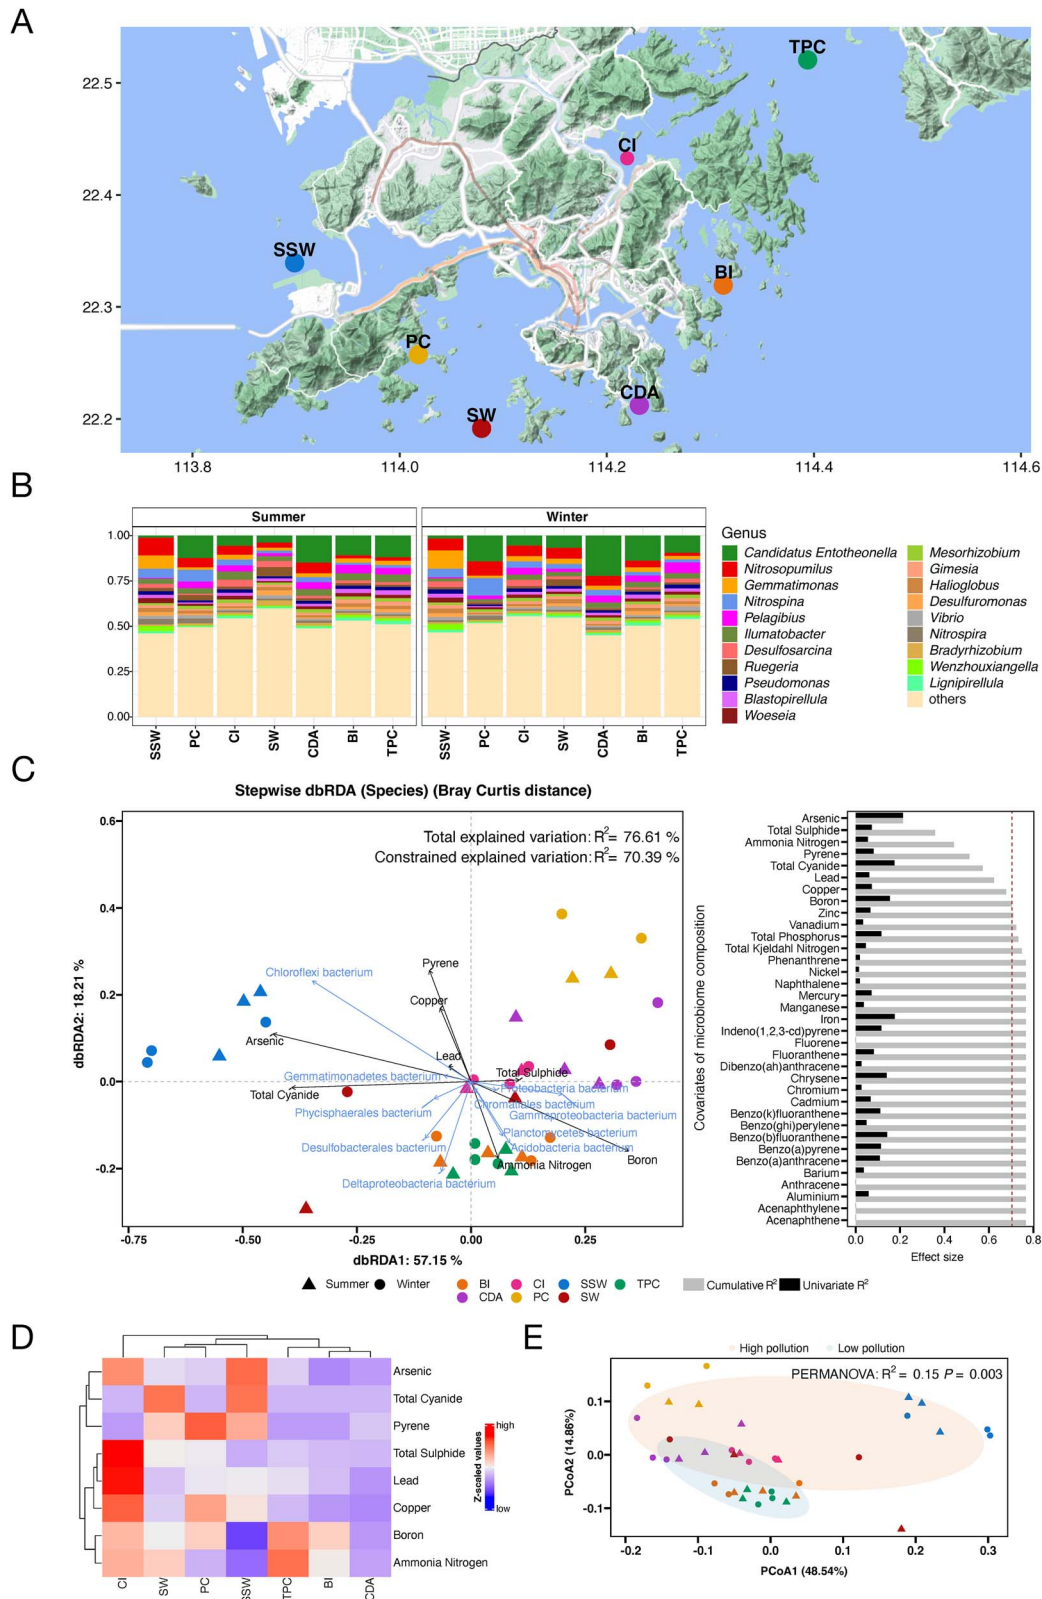 A
TPC
22.5
CI
22.4
SSW
BI
22.3
PC
CDA
SW
22.2
113.8 114.0 114.2 114.4 114.6
B
Summer Winter
1.00
0.75
0.50
0.25
0.00
SSW PC CI SW CDA BI TPC SSW PC CI SW CDA BI TPC
Genus
Candidatus Entotheonella
Nitrosopumilus
Gemmatimonas
Nitrospina
Pelagibius
Ilumatobacter
Desulfosarcina
Ruegeria
Pseudomonas
Blastopirellula
Woeseia
Mesorhizobium
Gimesia
Halioglobus
Desulfuromonas
Vibrio
Nitrospira
Bradyrhizobium
Wenzhouxiangella
Lignipirellula
others
C
Stepwise dbRDA (Species) (Bray Curtis distance)
Total explained variation: R2= 76.61 %
Constrained explained variation: R2= 70.39 %
0.6
0.4
0.2
0.0
-0.2
dbRDA2: 18.21 %
Pyrene
Chloroflexi bacterium
Copper
Arsenic
Lead
Total Sulphide
Gemmatimonadetes bacterium
Proteobacteria bacterium
Total Cyanide
Chromatiales bacterium
Phycisphaerales bacterium
Gammaproteobacteria bacterium
Planctomycetes bacterium
Desulfobacterales bacterium
Acidobacteria bacterium
Boron
Ammonia Nitrogen
Deltaproteobacteria bacterium
-0.75 -0.50 -0.25 0.00 0.25
dbRDA1: 57.15 %
Covariates of microbiome composition
Arsenic
Total Sulphide
Ammonia Nitrogen
Pyrene
Total Cyanide
Lead
Copper
Boron
Zinc
Vanadium
Total Phosphorus
Total Kjeldahl Nitrogen
Phenanthrene
Nickel
Naphthalene
Mercury
Manganese
Iron
Indeno(1,2,3-cd)pyrene
Fluorene
Fluoranthene
Dibenzo(ah)anthracene
Chrysene
Chromium
Cadmium
Benzo(k)fluoranthene
Benzo(ghi)perylene
Benzo(b)fluoranthene
Benzo(a)pyrene
Benzo(a)anthracene
Barium
Anthracene
Aluminium
Acenaphthylene
Acenaphthene
0.0 0.2 0.4 0.6 0.8
Effect size
Summer Winter BI CI SSW TPC Cumulative R2 Univariate R2
CDA PC SW
D
Arsenic
Total Cyanide
Pyrene
Total Sulphide
Lead
Copper
Boron
Ammonia Nitrogen
CI SW PC SSW TPC BI CDA
Z-scaled values
high
low
E
High pollution Low pollution
PERMANOVA: R2= 0.15 P = 0.003
0.1
0.0
-0.1
PCoA2 (14.86%)
-0.2 -0.1 0.0 0.1 0.2 0.3
PCoA1 (48.54%)